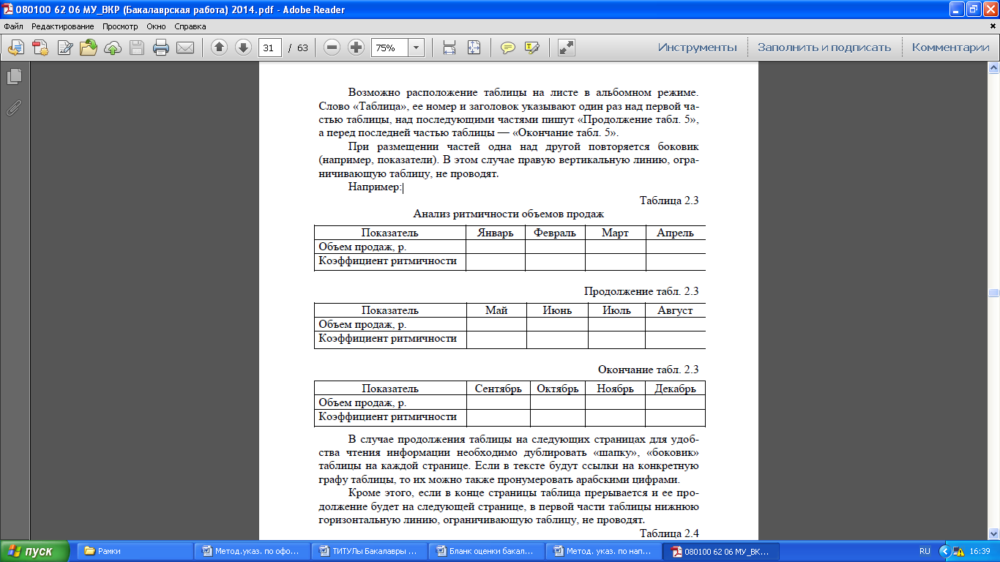 080100 62 06 МУ_ВКР (Бакалаврская работа) 2014.pdf - Adobe Reader
Файл Редактирование Просмотр Окно Справка
31 / 63 75% Инструменты Заполнить и подписать Комментарии
Возможно расположение таблицы на листе в альбомном режиме.
Слово «Таблица», ее номер и заголовок указывают один раз над первой ча-
стью таблицы, над последующими частями пишут «Продолжение табл. 5»,
а перед последней частью таблицы — «Окончание табл. 5».
При размещении частей одна над другой повторяется боковик
(например, показатели). В этом случае правую вертикальную линию, огра-
ничивающую таблицу, не проводят.
Например:
Таблица 2.3
Анализ ритмичности объемов продаж
Показатель Январь Февраль Март Апрель
Объем продаж, р.
Коэффициент ритмичности
Продолжение табл. 2.3
Показатель Май Июнь Июль Август
Объем продаж, р.
Коэффициент ритмичности
Окончание табл. 2.3
Показатель Сентябрь Октябрь Ноябрь Декабрь
Объем продаж, р.
Коэффициент ритмичности
В случае продолжения таблицы на следующих страницах для удоб-
ства чтения информации необходимо дублировать «шапку», «боковик»
таблицы на каждой странице. Если в тексте будут ссылки на конкретную
графу таблицы, то их можно также пронумеровать арабскими цифрами.
Кроме этого, если в конце страницы таблица прерывается и ее про-
должение будет на следующей странице, в первой части таблицы нижнюю
горизонтальную линию, ограничивающую таблицу, не проводят.
Таблица 2.4
пуск Рамки Метод.указ. по офо... ТИТУЛы Бакалавры ... Бланк оценки бакал... Метод. указ. по нап... 080100 62 06 МУ_ВК... RU 16:39